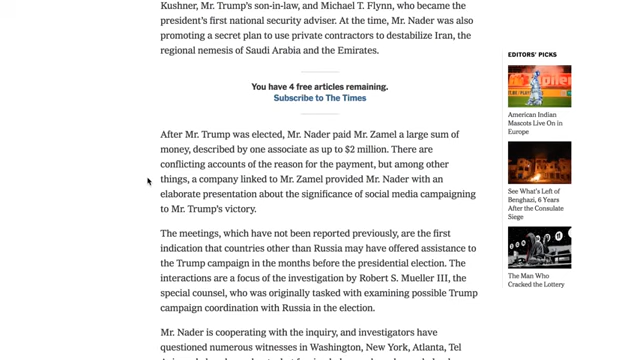 Kushner, Mr. Trump's son-in-law, and Michael T. Flynn, who became the
president's first national security adviser. At the time, Mr. Nader was also
promoting a secret plan to use private contractors to destabilize Iran, the
regional nemesis of Saudi Arabia and the Emirates.
You have 4 free articles remaining.
Subscribe to The Times
After Mr. Trump was elected, Mr. Nader paid Mr. Zamel a large sum of
money, described by one associate as up to $2 million. There are
conflicting accounts of the reason for the payment, but among other
things, a company linked to Mr. Zamel provided Mr. Nader with an
elaborate presentation about the significance of social media campaigning
to Mr. Trump's victory.
The meetings, which have not been reported previously, are the first
indication that countries other than Russia may have offered assistance to
the Trump campaign in the months before the presidential election. The
interactions are a focus of the investigation by Robert S. Mueller III, the
special counsel, who was originally tasked with examining possible Trump
campaign coordination with Russia in the election.
Mr. Nader is cooperating with the inquiry, and investigators have
questioned numerous witnesses in Washington, New York, Atlanta, Tel
EDITORS' PICKS
American Indian
Mascots Live On in
Europe
See What's Left of
Benghazi, 6 Years
After the Consulate
Siege
The Man Who
Cracked the Lottery